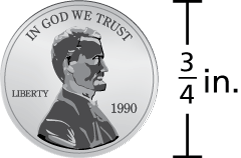 IN GOD WE TRUST
LIBERTY
1990
3/4 in.